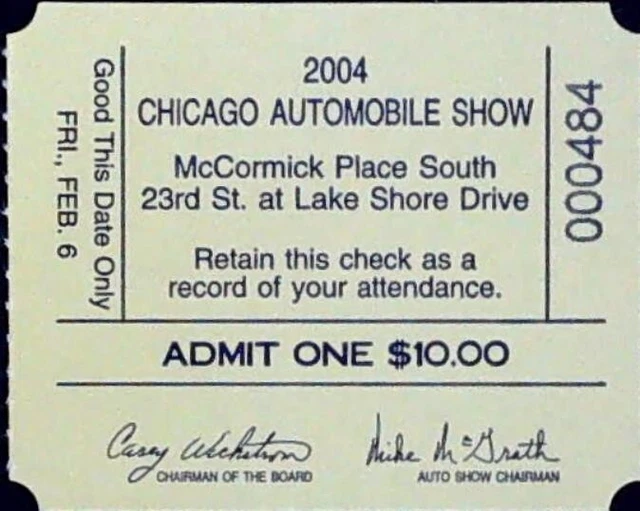 Good This Date Only
FRI., FEB. 6
2004
CHICAGO AUTOMOBILE SHOW
McCormick Place South
23rd St. at Lake Shore Drive
Retain this check as a
record of your attendance.
000484
ADMIT ONE $10.00
Casey Wickstrom
CHAIRMAN OF THE BOARD
Mike McGrath
AUTO SHOW CHAIRMAN